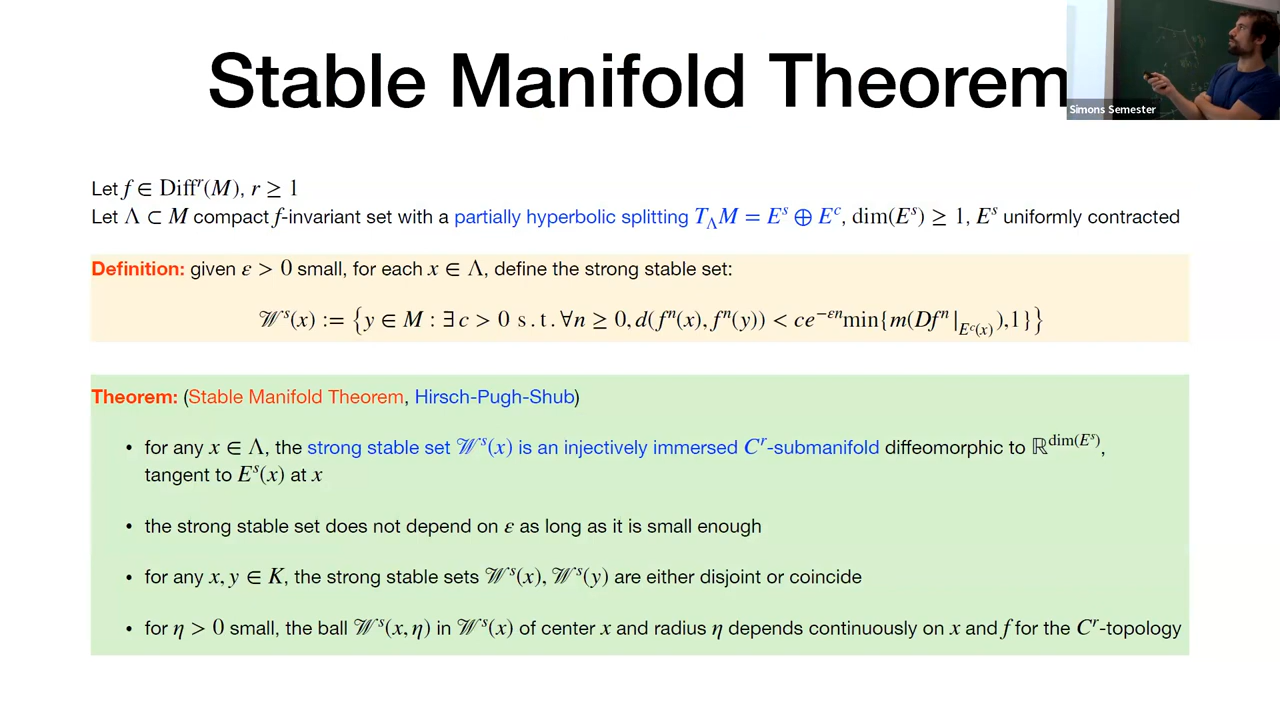 Stable Manifold Theorem
Simons Semester
Let f ∈ Diff^r(M), r ≥ 1
Let Λ ⊂ M compact f-invariant set with a partially hyperbolic splitting T_Λ M = E^s ⊕ E^c, dim(E^s) ≥ 1, E^s uniformly contracted
Definition: given ε > 0 small, for each x ∈ Λ, define the strong stable set:
𝒲^s(x) := {y ∈ M : ∃ c > 0 s.t. ∀n ≥ 0, d(f^n(x), f^n(y)) < ce^{−εn} min{m(Df^n|_{E^c(x)}),1}}
Theorem: (Stable Manifold Theorem, Hirsch-Pugh-Shub)
• for any x ∈ Λ, the strong stable set 𝒲^s(x) is an injectively immersed C^r-submanifold diffeomorphic to ℝ^{dim(E^s)},
tangent to E^s(x) at x
• the strong stable set does not depend on ε as long as it is small enough
• for any x, y ∈ K, the strong stable sets 𝒲^s(x), 𝒲^s(y) are either disjoint or coincide
• for η > 0 small, the ball 𝒲^s(x, η) in 𝒲^s(x) of center x and radius η depends continuously on x and f for the C^r-topology